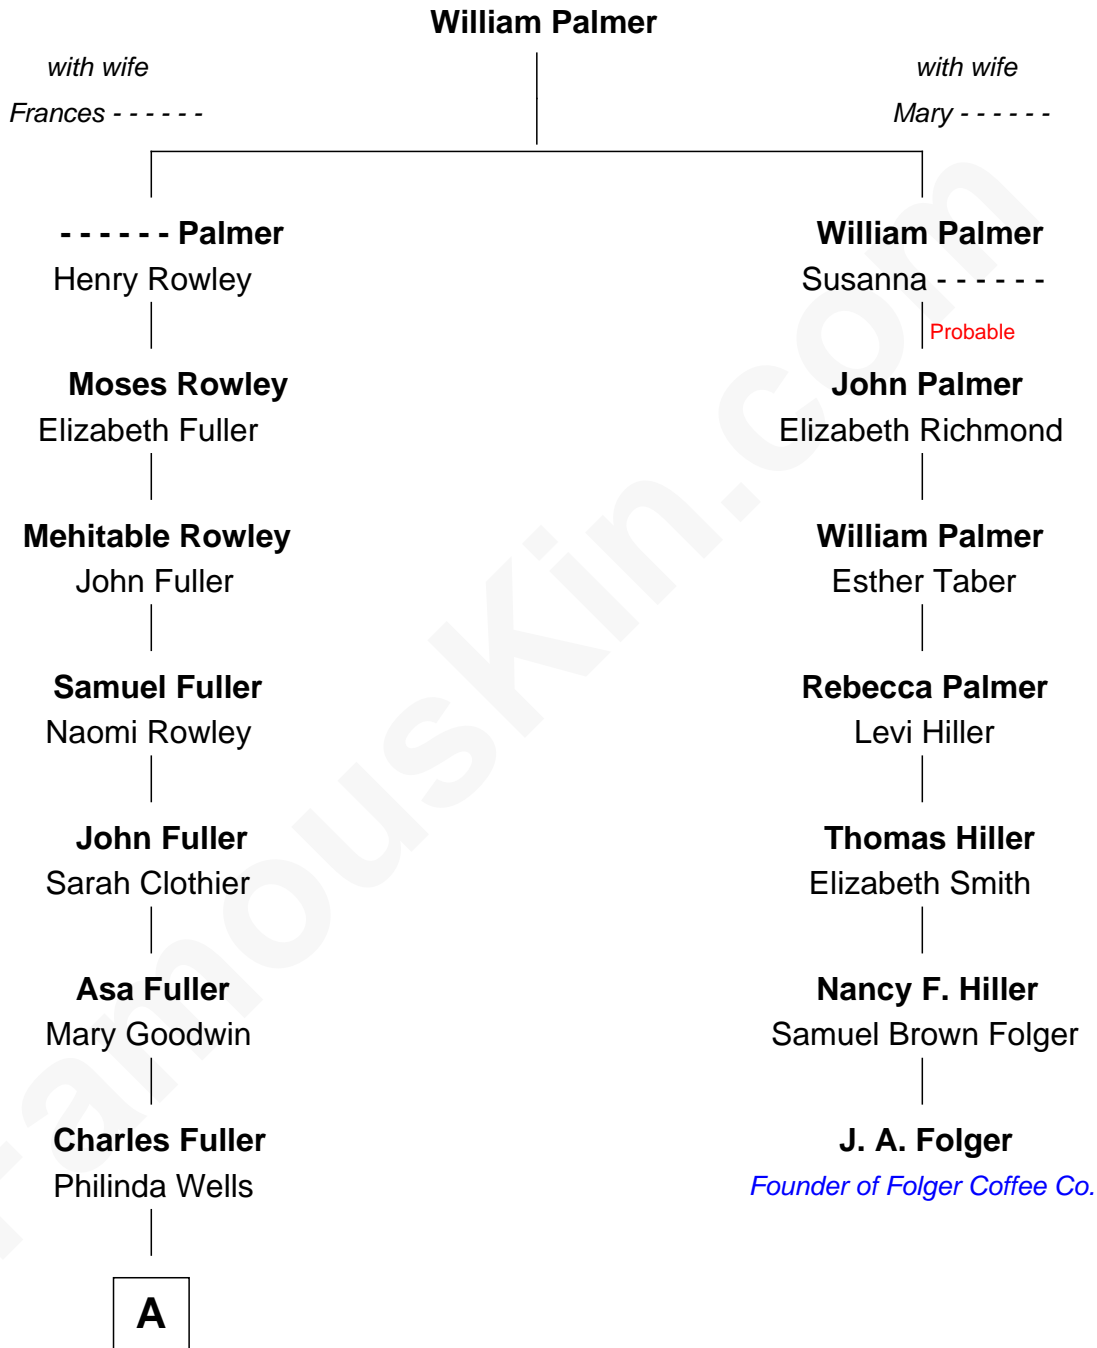 William Palmer
with wife
Frances - - - - - -
with wife
Mary - - - - - -
- - - - - - Palmer
Henry Rowley
William Palmer
Susanna - - - - - -
Probable
Moses Rowley
Elizabeth Fuller
John Palmer
Elizabeth Richmond
Mehitable Rowley
John Fuller
William Palmer
Esther Taber
Samuel Fuller
Naomi Rowley
Rebecca Palmer
Levi Hiller
John Fuller
Sarah Clothier
Thomas Hiller
Elizabeth Smith
Asa Fuller
Mary Goodwin
Nancy F. Hiller
Samuel Brown Folger
Charles Fuller
Philinda Wells
J. A. Folger
Founder of Folger Coffee Co.
A
FamousKin.com